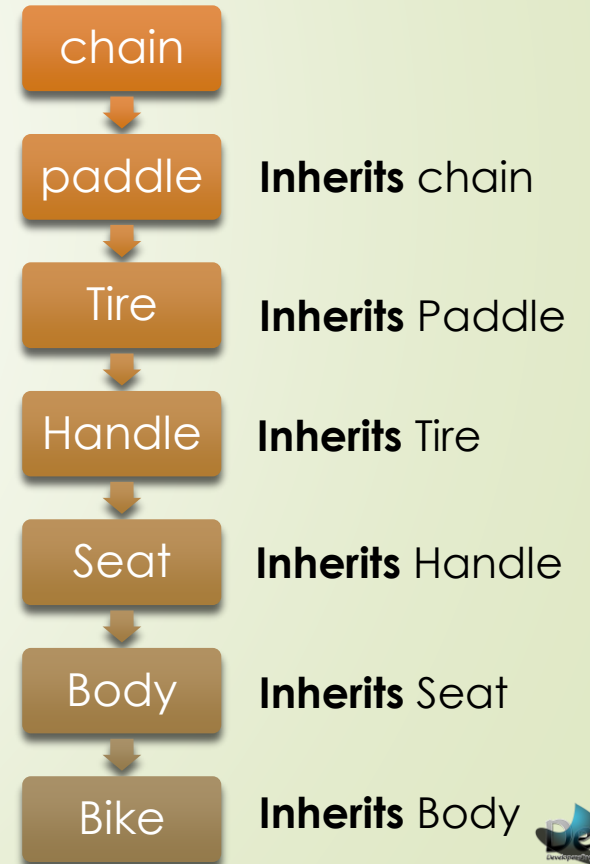 chain
paddle Inherits chain
Tire Inherits Paddle
Handle Inherits Tire
Seat Inherits Handle
Body Inherits Seat
Bike Inherits Body